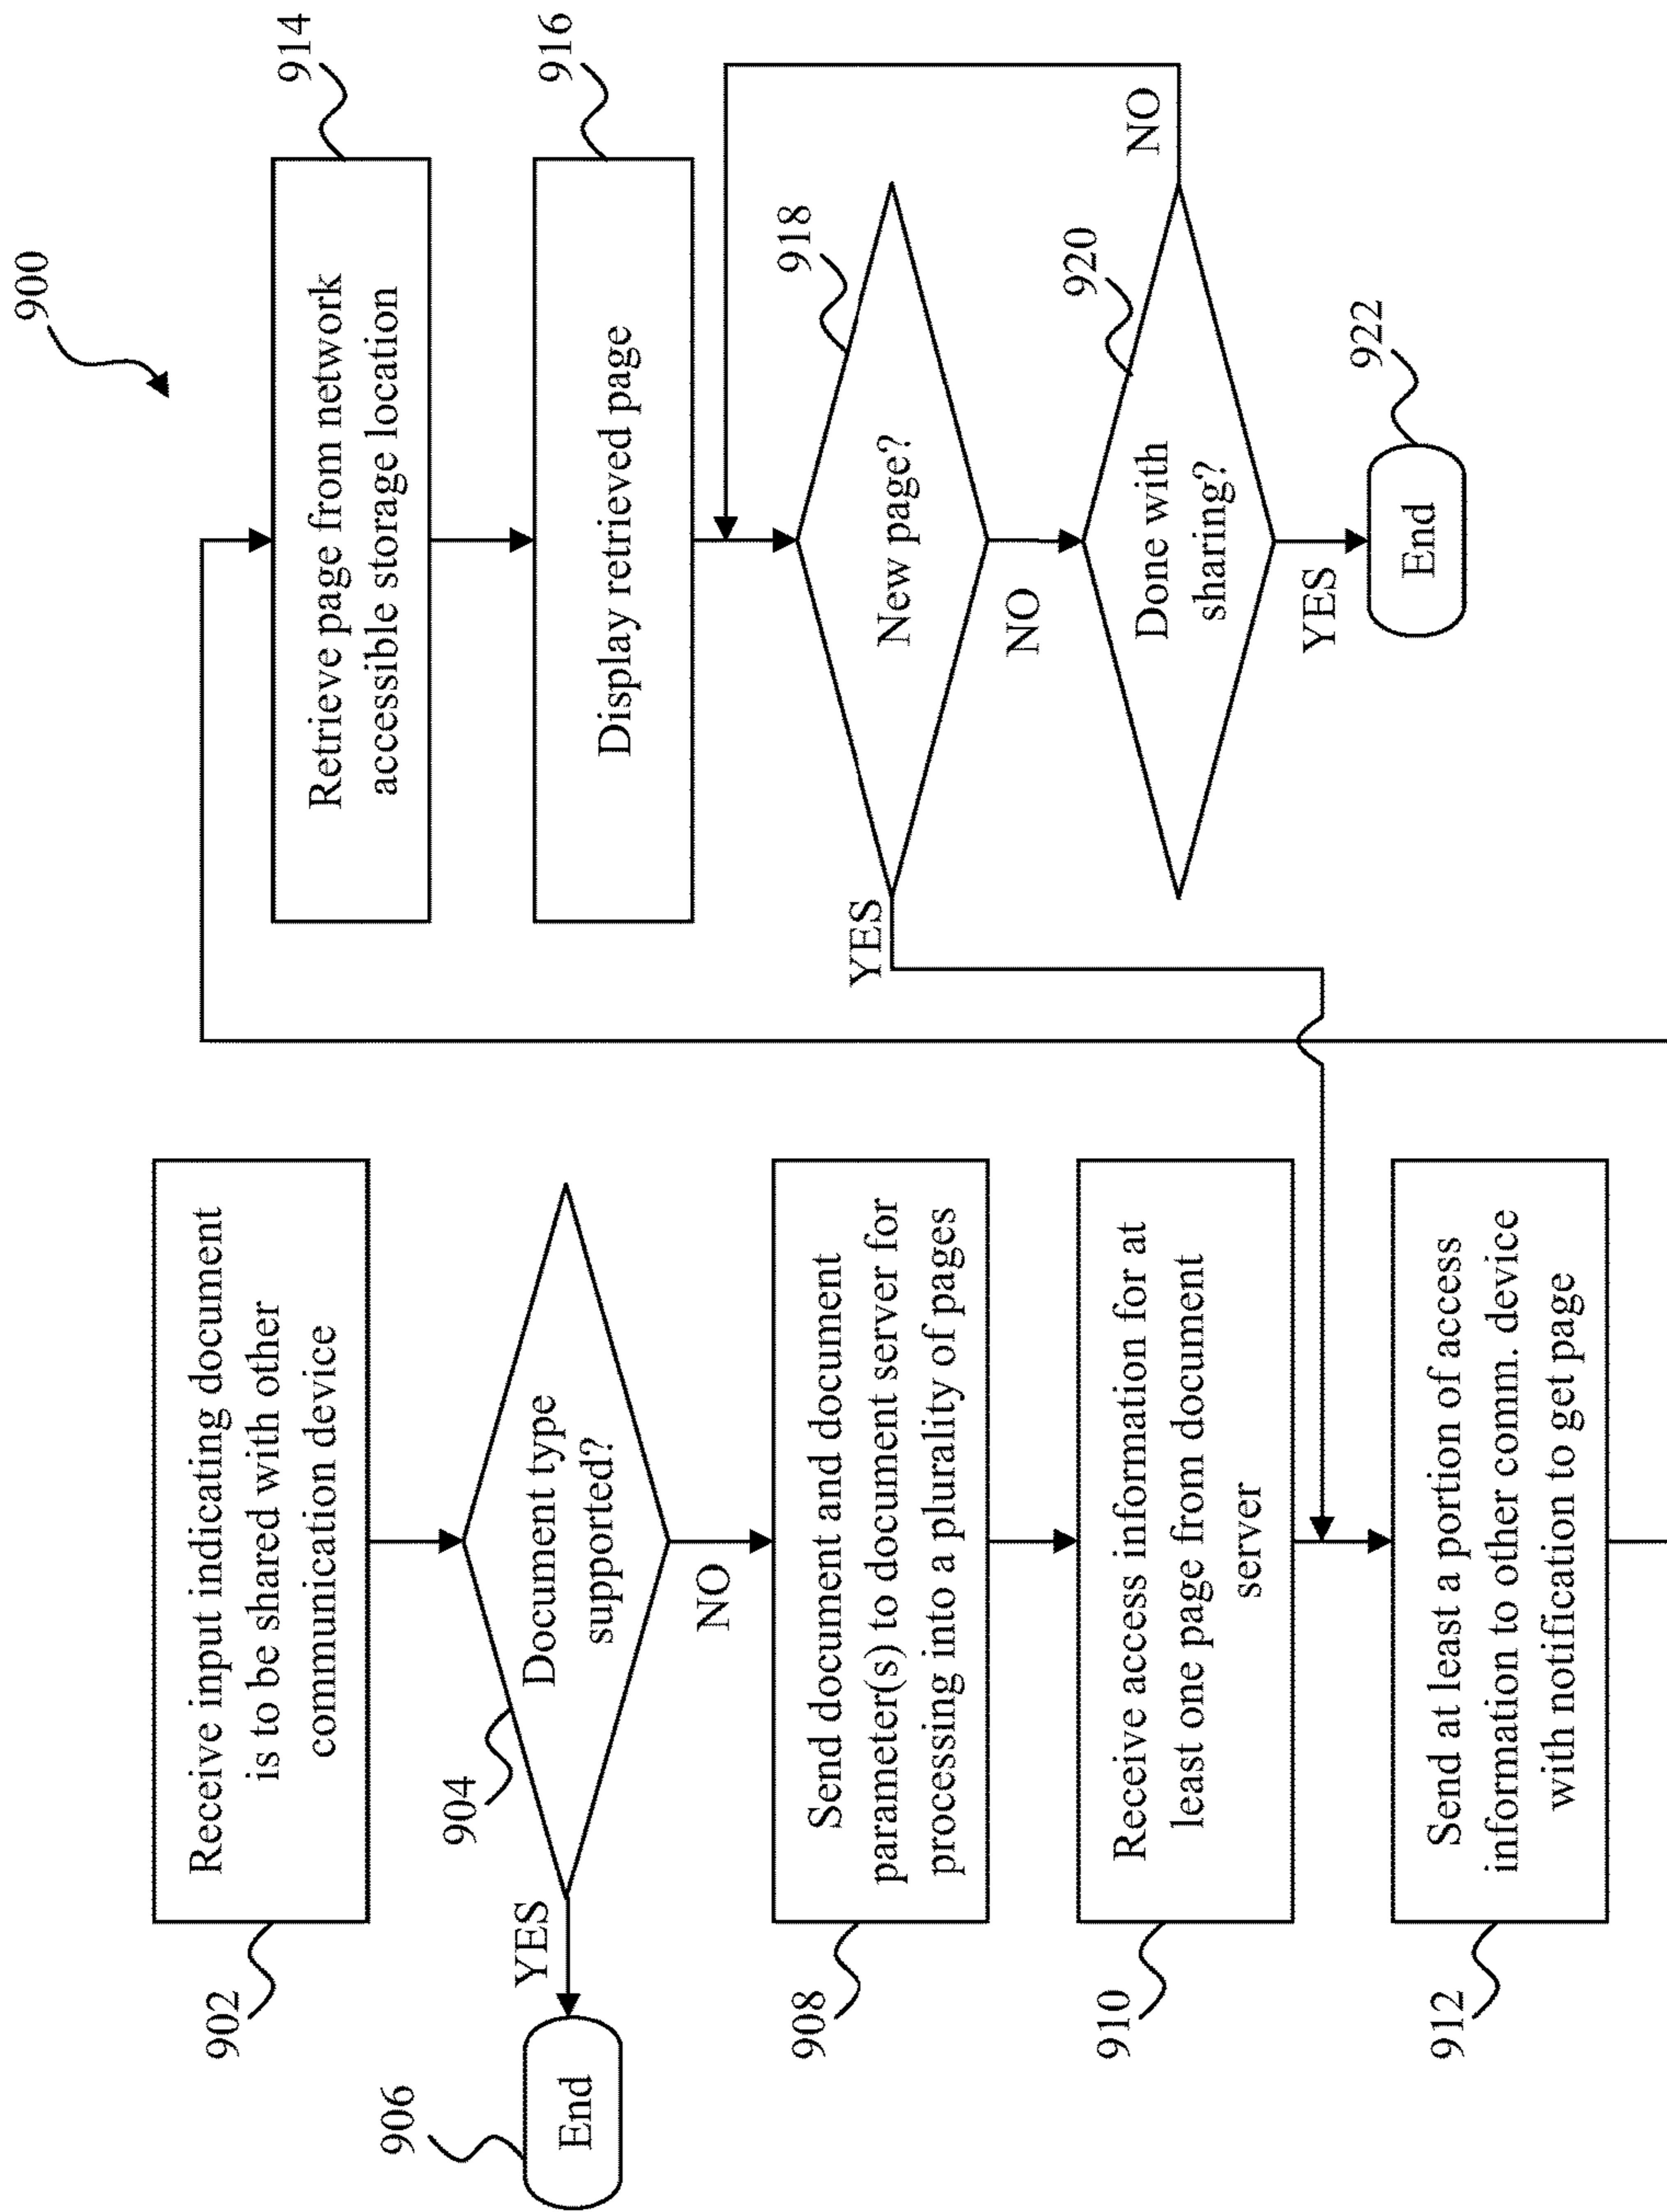 900
902
Receive input indicating document
is to be shared with other
communication device
904
Document type
supported?
YES
906
End
NO
908
Send document and document
parameter(s) to document server for
processing into a plurality of pages
910
Receive access information for at
least one page from document
server
912
Send at least a portion of access
information to other comm. device
with notification to get page
914
Retrieve page from network
accessible storage location
916
Display retrieved page
918
New page?
YES
NO
920
Done with
sharing?
NO
YES
922
End